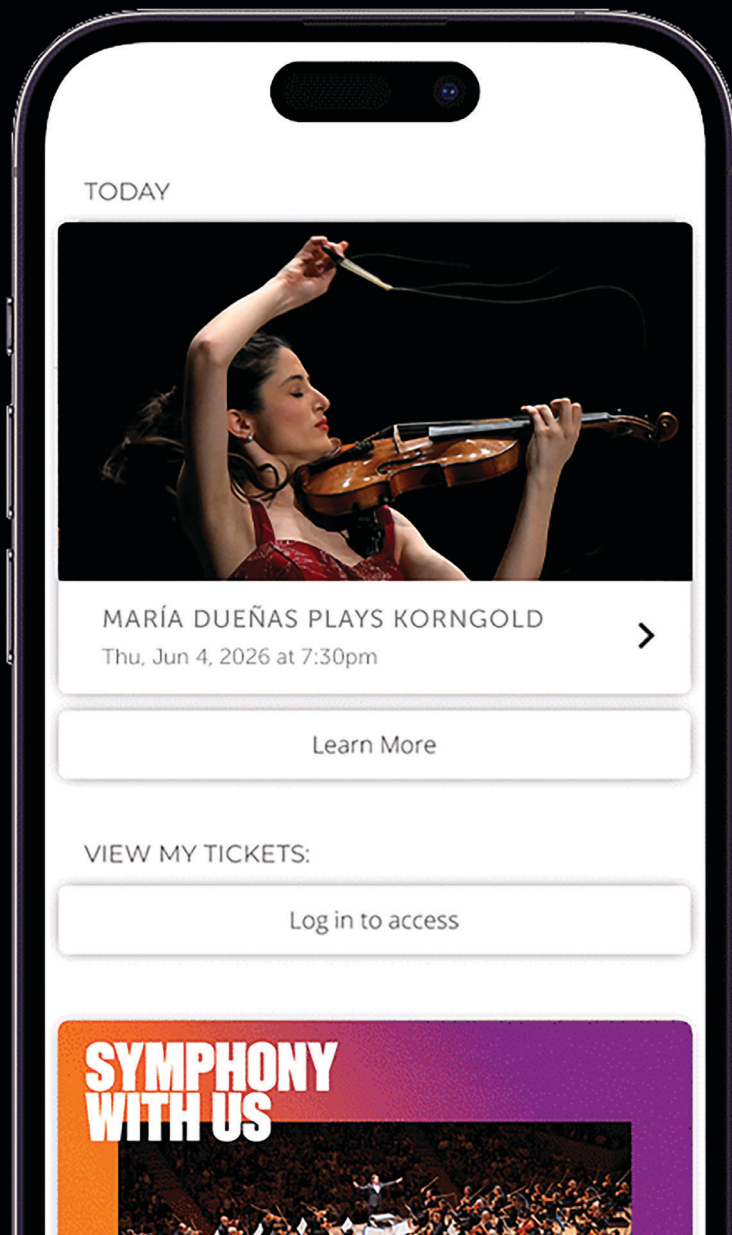 TODAY
MARÍA DUEÑAS PLAYS KORNGOLD
Thu, Jun 4, 2026 at 7:30pm
Learn More
VIEW MY TICKETS:
Log in to access
SYMPHONY
WITH US